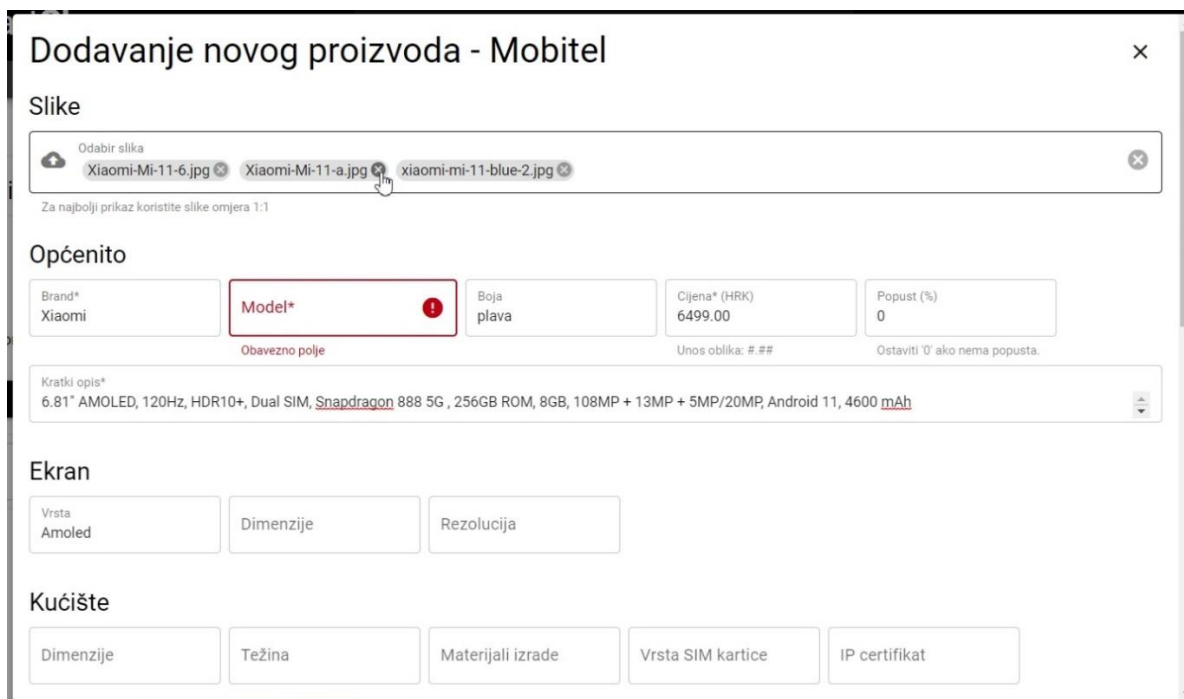 Dodavanje novog proizvoda - Mobitel
Slike
Odabir slika
Xiaomi-Mi-11-6.jpg Xiaomi-Mi-11-a.jpg xiaomi-mi-11-blue-2.jpg
Za najbolji prikaz koristite slike omjera 1:1
Općenito
Brand* Boja Cijena* (HRK) Popust (%)
Xiaomi Model* plava 6499.00 0
Obavezno polje Unos oblika: #.## Ostaviti '0' ako nema popusta.
Kratki opis*
6.81" AMOLED, 120Hz, HDR10+, Dual SIM, Snapdragon 888 5G , 256GB ROM, 8GB, 108MP + 13MP + 5MP/20MP, Android 11, 4600 mAh
Ekran
Vrsta
Amoled Dimenzije Rezolucija
Kućište
Dimenzije Težina Materijali izrade Vrsta SIM kartice IP certifikat